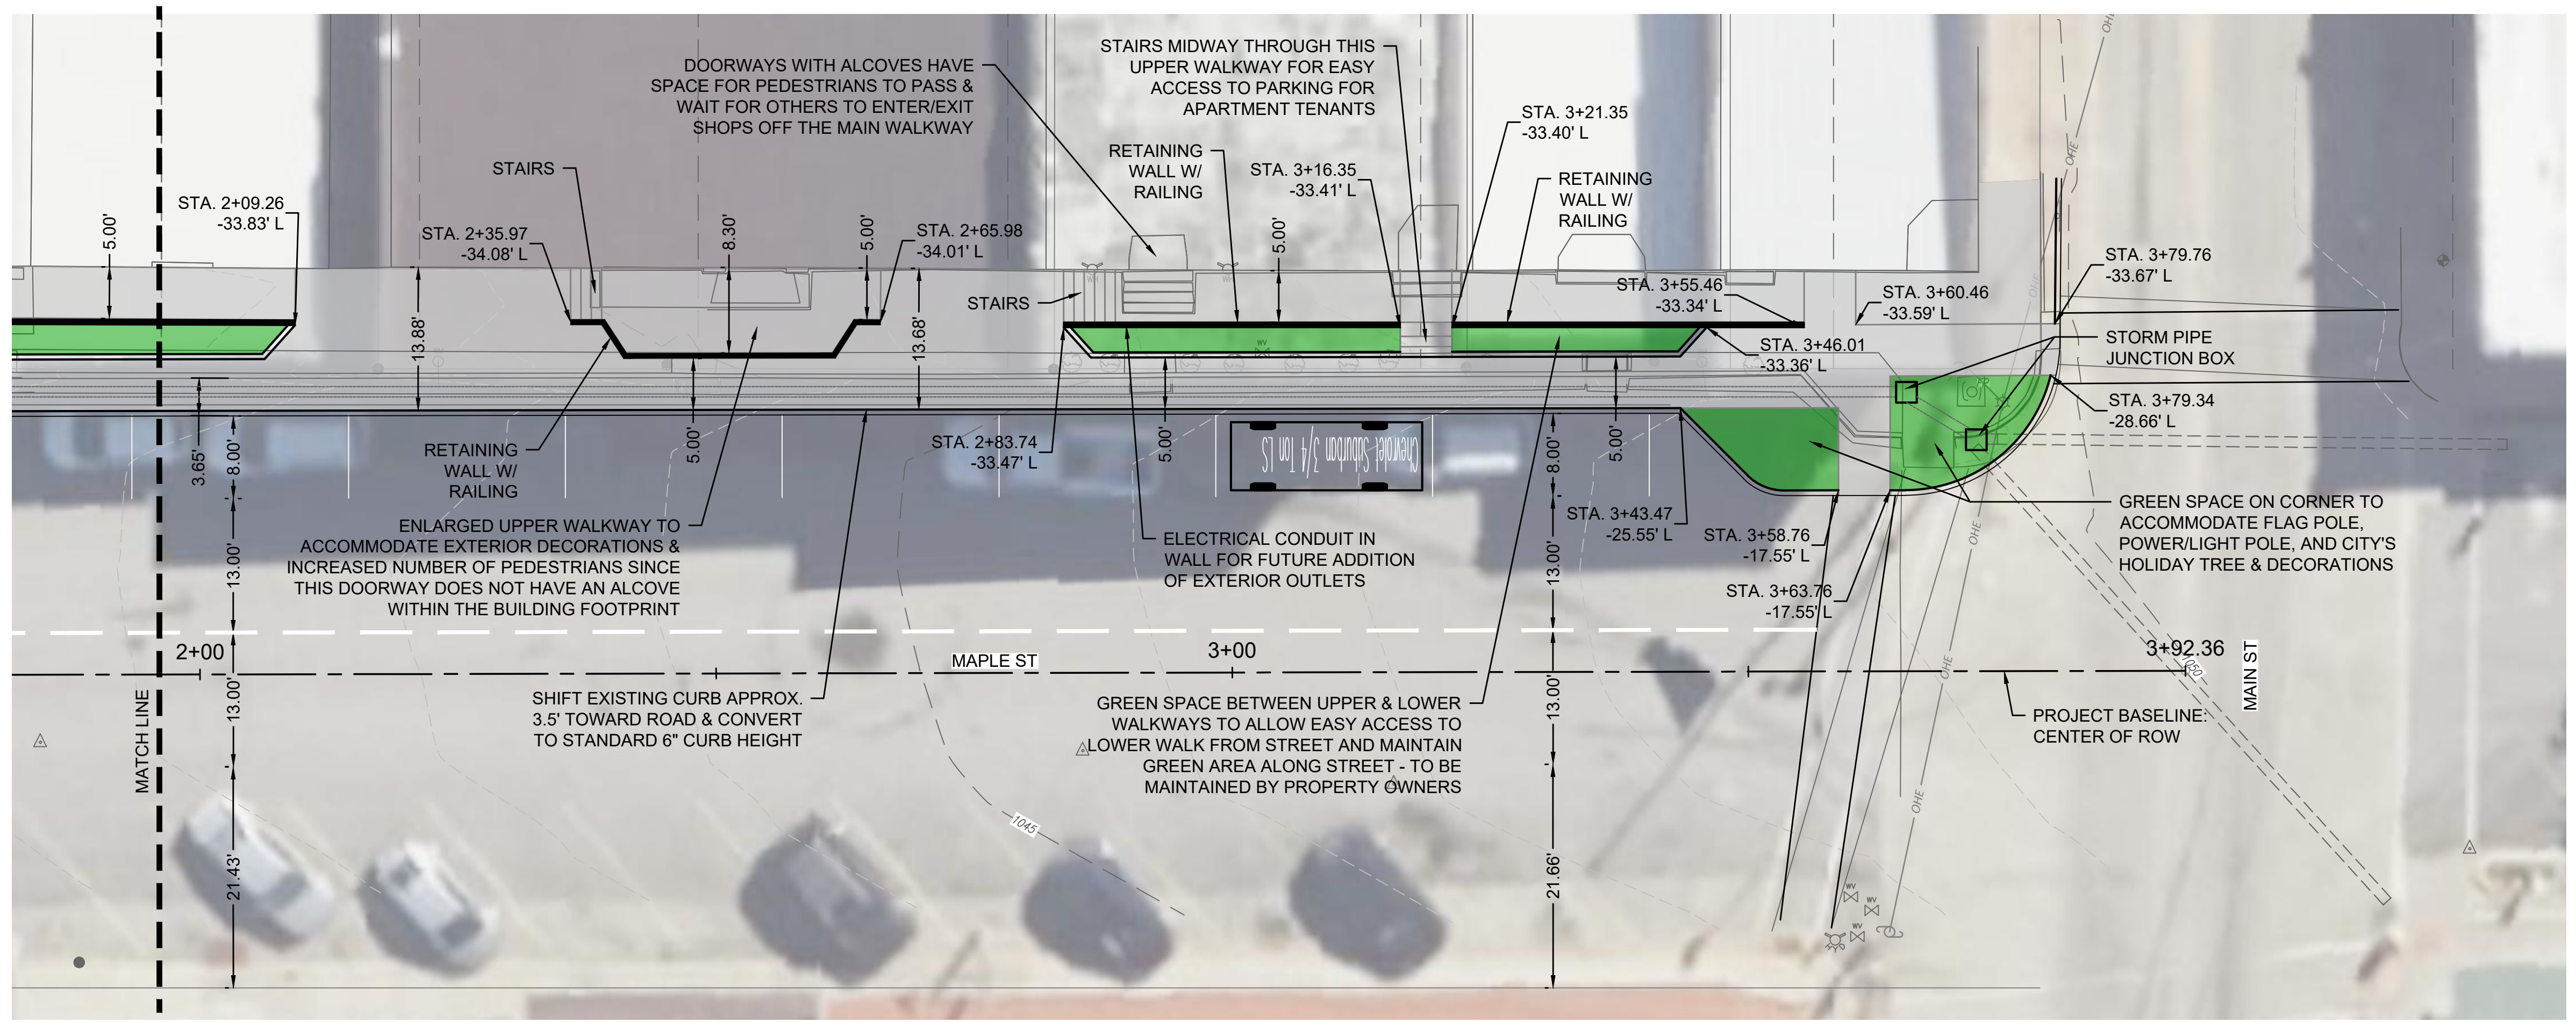 DOORWAYS WITH ALCOVES HAVE
SPACE FOR PEDESTRIANS TO PASS &
WAIT FOR OTHERS TO ENTER/EXIT
SHOPS OFF THE MAIN WALKWAY
STAIRS MIDWAY THROUGH THIS
UPPER WALKWAY FOR EASY
ACCESS TO PARKING FOR
APARTMENT TENANTS
STA. 3+21.35
-33.40' L
OHE
OHE
OHE
STAIRS
RETAINING
WALL W/
RAILING
STA. 3+16.35
-33.41' L
RETAINING
WALL W/
RAILING
STA. 2+09.26
-33.83' L
5.00'
STA. 2+35.97
-34.08' L
8.30'
5.00'
STA. 2+65.98
-34.01' L
5.00'
STA. 3+79.76
-33.67' L
STAIRS
STA. 3+55.46
-33.34' L
STA. 3+60.46
-33.59' L
13.88'
13.68'
WV
STA. 3+46.01
-33.36' L
STORM PIPE
JUNCTION BOX
STA. 3+79.34
-28.66' L
3.65'
8.00'
RETAINING
WALL W/
RAILING
5.00'
STA. 2+83.74
-33.47' L
5.00'
Chevrolet Suburban 3/4 Ton LS
8.00'
5.00'
STA. 3+43.47
-25.55' L
STA. 3+58.76
-17.55' L
GREEN SPACE ON CORNER TO
ACCOMMODATE FLAG POLE,
POWER/LIGHT POLE, AND CITY'S
HOLIDAY TREE & DECORATIONS
OHE
13.00'
ENLARGED UPPER WALKWAY TO
ACCOMMODATE EXTERIOR DECORATIONS &
INCREASED NUMBER OF PEDESTRIANS SINCE
THIS DOORWAY DOES NOT HAVE AN ALCOVE
WITHIN THE BUILDING FOOTPRINT
ELECTRICAL CONDUIT IN
WALL FOR FUTURE ADDITION
OF EXTERIOR OUTLETS
13.00'
STA. 3+63.76
-17.55' L
2+00
MAPLE ST
3+00
3+92.36
1050
MAIN ST
OHE
MATCH LINE
13.00'
SHIFT EXISTING CURB APPROX.
3.5' TOWARD ROAD & CONVERT
TO STANDARD 6" CURB HEIGHT
GREEN SPACE BETWEEN UPPER & LOWER
WALKWAYS TO ALLOW EASY ACCESS TO
LOWER WALK FROM STREET AND MAINTAIN
GREEN AREA ALONG STREET - TO BE
MAINTAINED BY PROPERTY OWNERS
13.00'
PROJECT BASELINE:
CENTER OF ROW
1045
OHE
21.43'
21.66'
WV
WV
WV